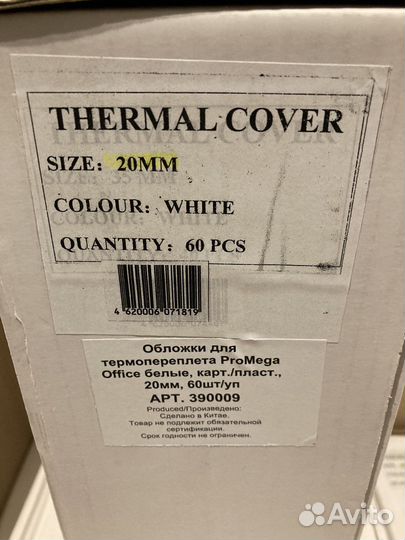 THERMAL COVER
SIZE: 20MM
COLOUR: WHITE
QUANTITY: 60 PCS
4 620006 071819
Обложки для
термопереплета ProMega
Office белые, карт./пласт.,
20мм, 60шт/уп
АРТ. 390009
Produced/Произведено:
Сделано в Китае.
Товар не подлежит обязательной
сертификации.
Срок годности не ограничен.
Avito